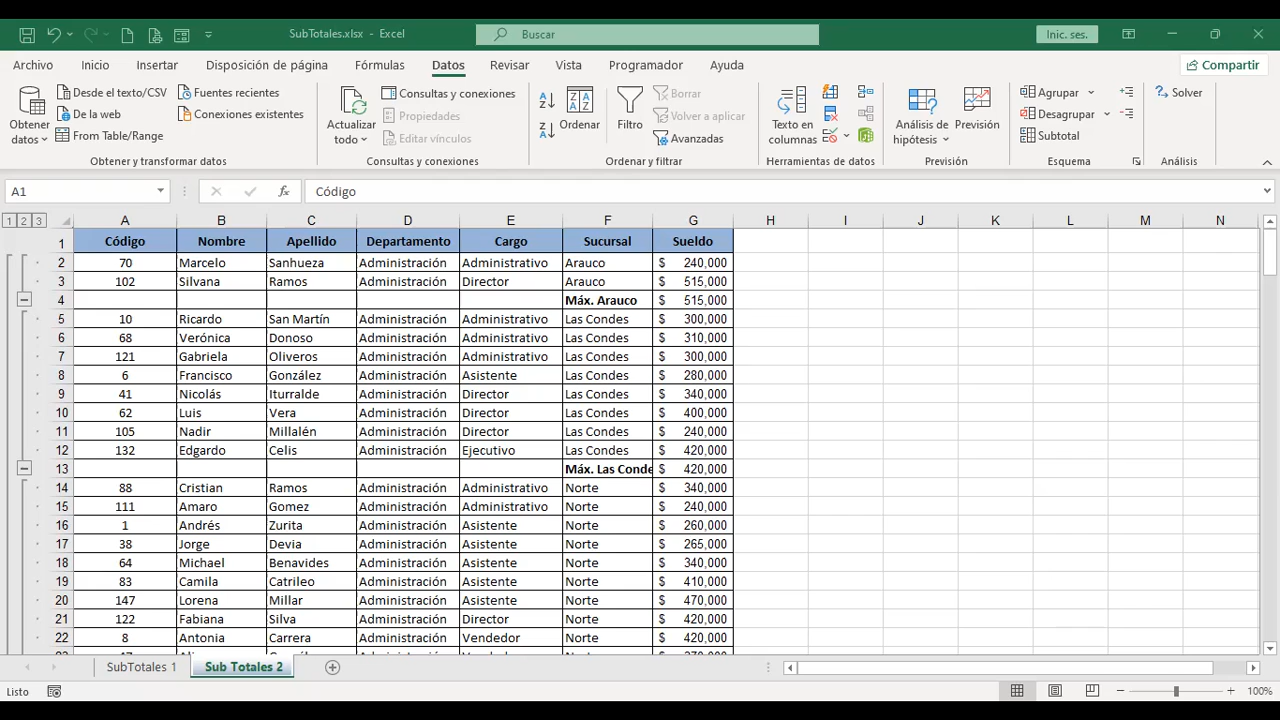 SubTotales.xlsx - Excel
Buscar
Inic. ses.
Archivo Inicio Insertar Disposición de página Fórmulas Datos Revisar Vista Programador Ayuda Compartir
Obtener datos
Desde el texto/CSV
De la web
From Table/Range
Fuentes recientes
Conexiones existentes
Obtener y transformar datos
Actualizar todo
Consultas y conexiones
Propiedades
Editar vínculos
Consultas y conexiones
Ordenar
Filtro
Borrar
Volver a aplicar
Avanzadas
Ordenar y filtrar
Texto en columnas
Herramientas de datos
Análisis de hipótesis
Previsión
Previsión
Agrupar
Desagrupar
Subtotal
Esquema
Solver
Análisis
A1 fx Código
1 2 3 A B C D E F G H I J K L M N
1 Código Nombre Apellido Departamento Cargo Sucursal Sueldo
2 70 Marcelo Sanhueza Administración Administrativo Arauco $ 240,000
3 102 Silvana Ramos Administración Director Arauco $ 515,000
4 Máx. Arauco $ 515,000
5 10 Ricardo San Martín Administración Administrativo Las Condes $ 300,000
6 68 Verónica Donoso Administración Administrativo Las Condes $ 310,000
7 121 Gabriela Oliveros Administración Administrativo Las Condes $ 300,000
8 6 Francisco González Administración Asistente Las Condes $ 280,000
9 41 Nicolás Iturralde Administración Director Las Condes $ 340,000
10 62 Luis Vera Administración Director Las Condes $ 400,000
11 105 Nadir Millalén Administración Director Las Condes $ 240,000
12 132 Edgardo Celis Administración Ejecutivo Las Condes $ 420,000
13 Máx. Las Conde $ 420,000
14 88 Cristian Ramos Administración Administrativo Norte $ 340,000
15 111 Amaro Gomez Administración Administrativo Norte $ 240,000
16 1 Andrés Zurita Administración Asistente Norte $ 260,000
17 38 Jorge Devia Administración Asistente Norte $ 265,000
18 64 Michael Benavides Administración Asistente Norte $ 340,000
19 83 Camila Catrileo Administración Asistente Norte $ 410,000
20 147 Lorena Millar Administración Asistente Norte $ 470,000
21 122 Fabiana Silva Administración Director Norte $ 420,000
22 8 Antonia Carrera Administración Vendedor Norte $ 420,000
SubTotales 1 Sub Totales 2
Listo 100%